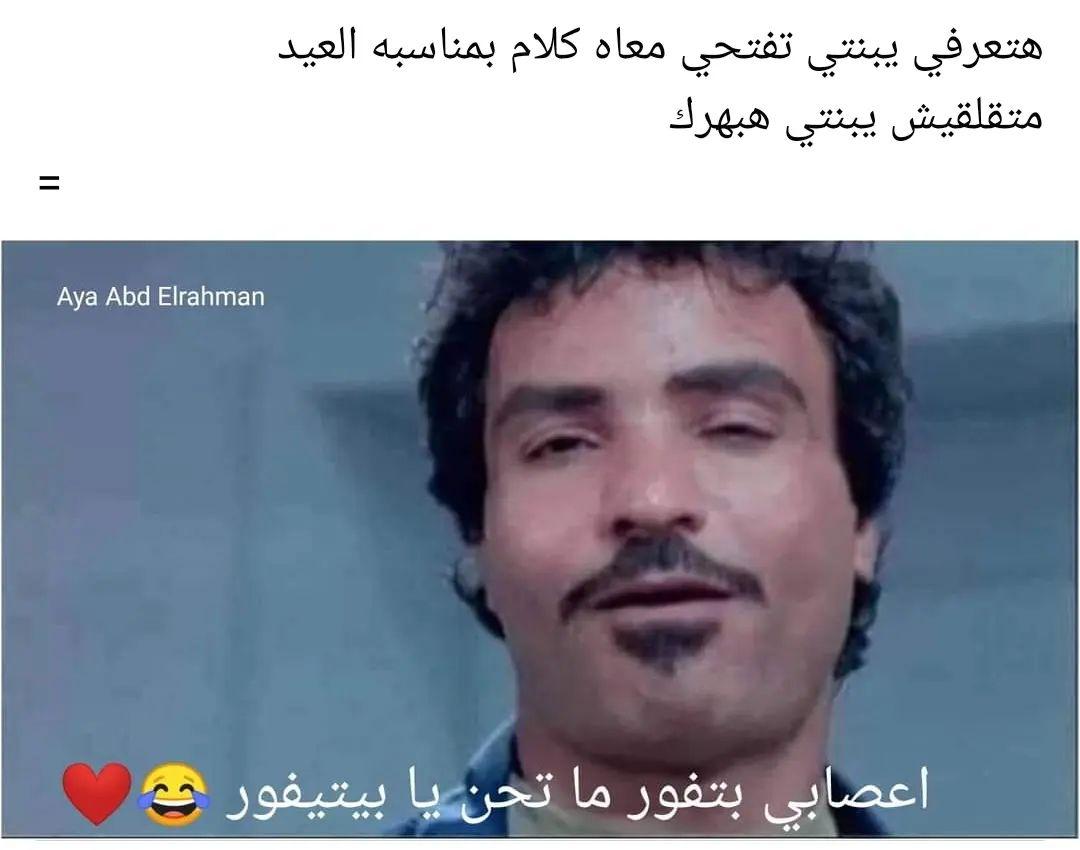 هتعرفي يبنتي تفتحي معاه كلام بمناسبه العيد
متقلقيش يبنتي هبهرك
=
Aya Abd Elrahman
اعصابي بتفور ما تحن يا بيتيفور 😂❤️